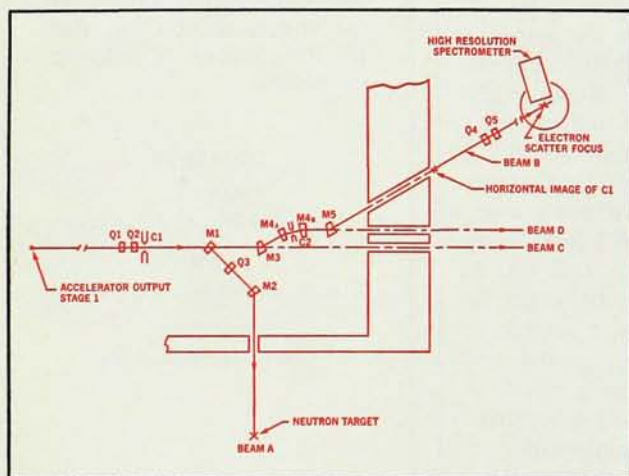 HIGH RESOLUTION
SPECTROMETER
Q4
Q5
ELECTRON
SCATTER FOCUS
BEAM B
HORIZONTAL IMAGE OF C1
M5
M4B
M4A
C2
M3
BEAM D
BEAM C
Q1
Q2
C1
M1
Q3
M2
ACCELERATOR OUTPUT
STAGE 1
NEUTRON TARGET
BEAM A